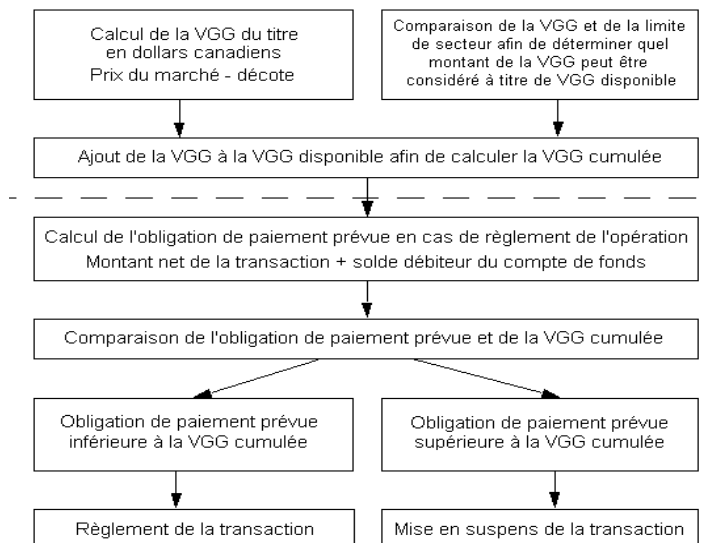 Calcul de la VGG du titre
en dollars canadiens
Prix du marché - décote
Comparaison de la VGG et de la limite
de secteur afin de déterminer quel
montant de la VGG peut être
considéré à titre de VGG disponible
Ajout de la VGG à la VGG disponible afin de calculer la VGG cumulée
Calcul de l'obligation de paiement prévue en cas de règlement de l'opération
Montant net de la transaction + solde débiteur du compte de fonds
Comparaison de l'obligation de paiement prévue et de la VGG cumulée
Obligation de paiement prévue
inférieure à la VGG cumulée
Obligation de paiement prévue
supérieure à la VGG cumulée
Règlement de la transaction
Mise en suspens de la transaction